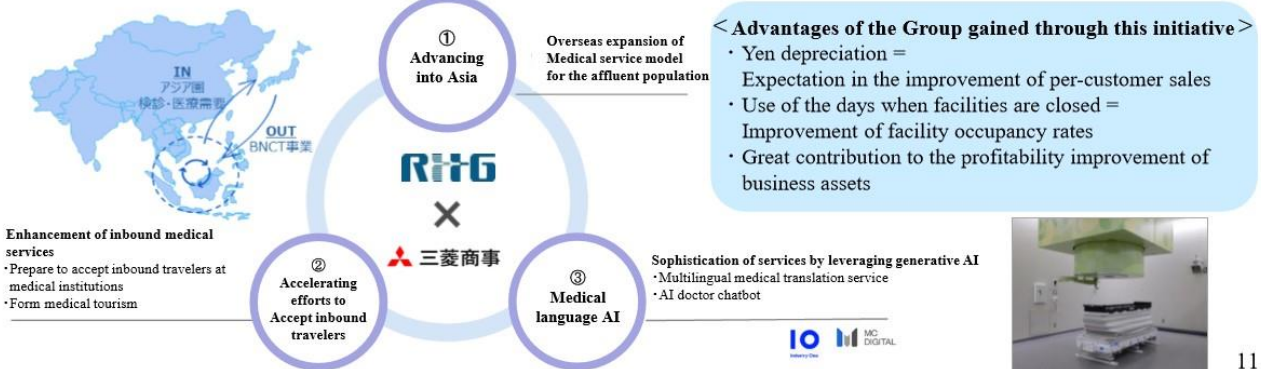 IN
アジア圏
検診・医療需要
OUT
BNCT事業
①
Advancing
into Asia
Overseas expansion of
Medical service model
for the affluent population
< Advantages of the Group gained through this initiative >
・Yen depreciation =
Expectation in the improvement of per-customer sales
・Use of the days when facilities are closed =
Improvement of facility occupancy rates
・Great contribution to the profitability improvement of
business assets
×
三菱商事
Enhancement of inbound medical
services
・Prepare to accept inbound travelers at
medical institutions
・Form medical tourism
②
Accelerating
efforts to
Accept inbound
travelers
③
Medical
language AI
Sophistication of services by leveraging generative AI
・Multilingual medical translation service
・AI doctor chatbot
IO
Industry One
MC
DIGITAL
11